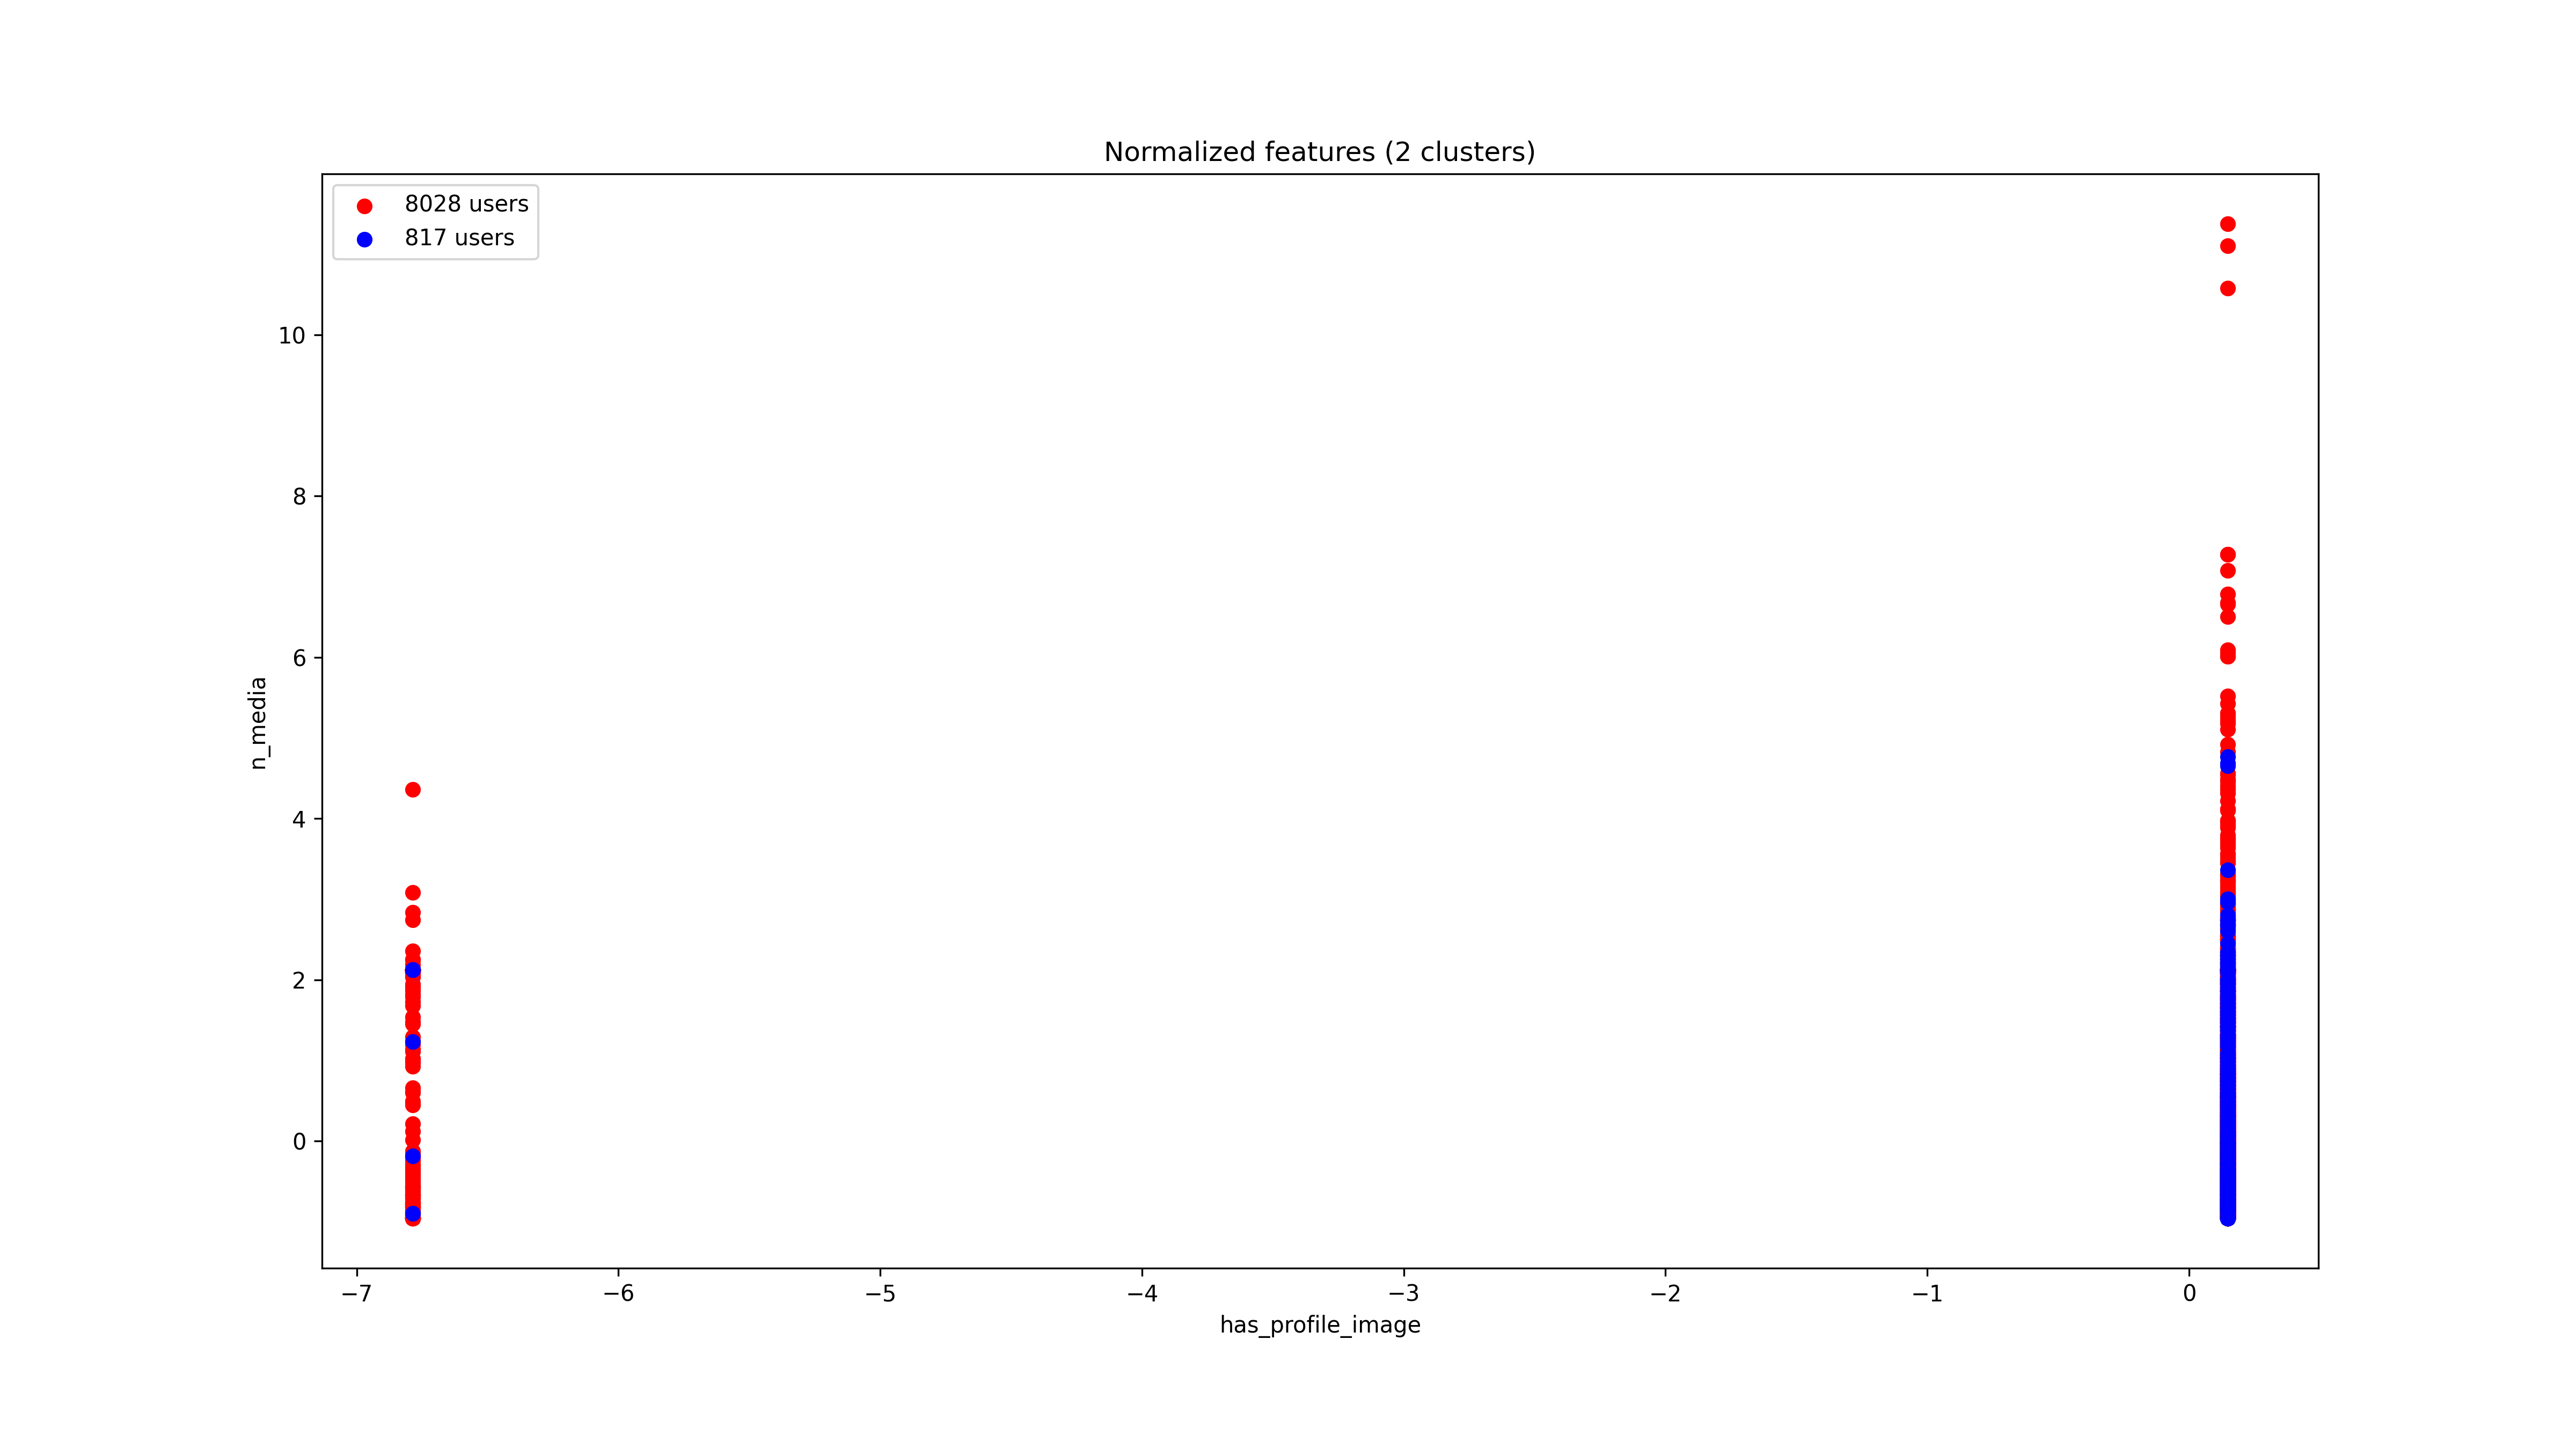 Normalized features (2 clusters)
8028 users
817 users
10
8
6
4
2
0
n_media
−7 −6 −5 −4 −3 −2 −1 0
has_profile_image